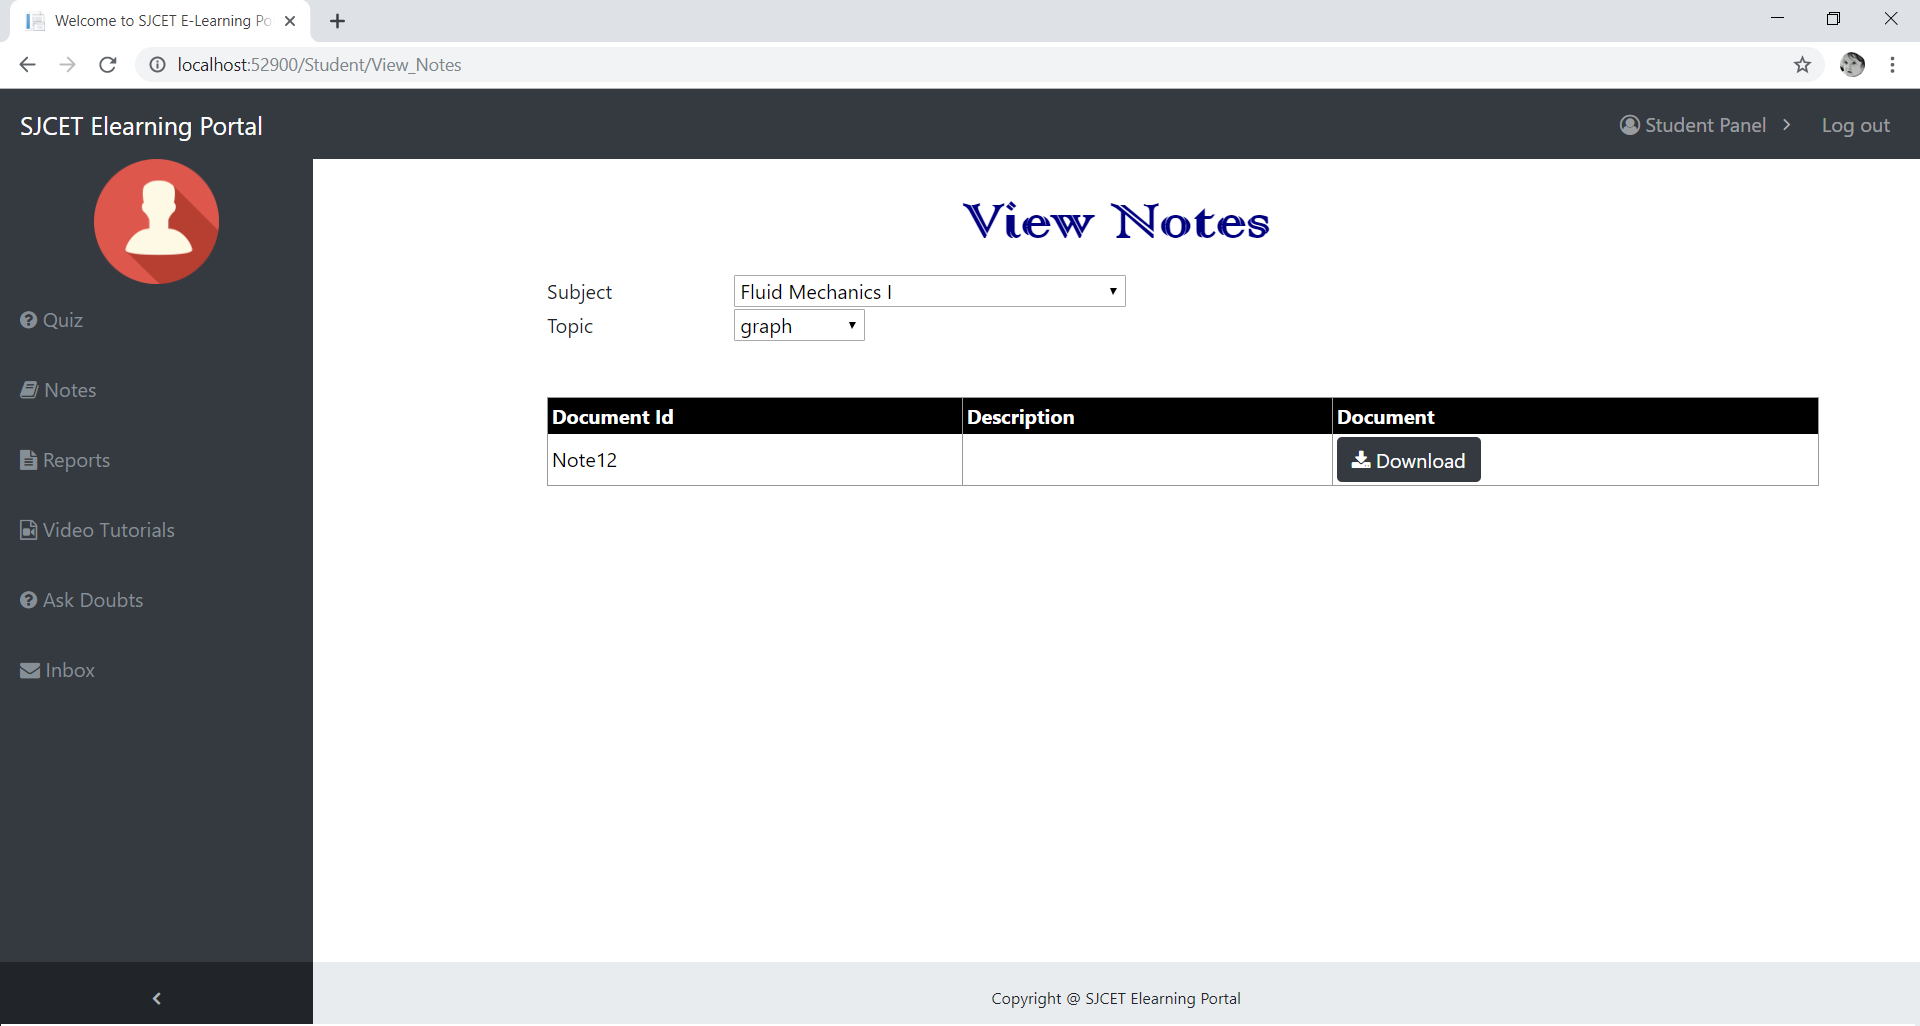 Welcome to SJCET E-Learning Po
localhost:52900/Student/View_Notes
SJCET Elearning Portal
Student Panel
Log out
Quiz
Notes
Reports
Video Tutorials
Ask Doubts
Inbox
View Notes
Subject Fluid Mechanics I
Topic graph
Document Id Description Document
Note12 Download
Copyright @ SJCET Elearning Portal